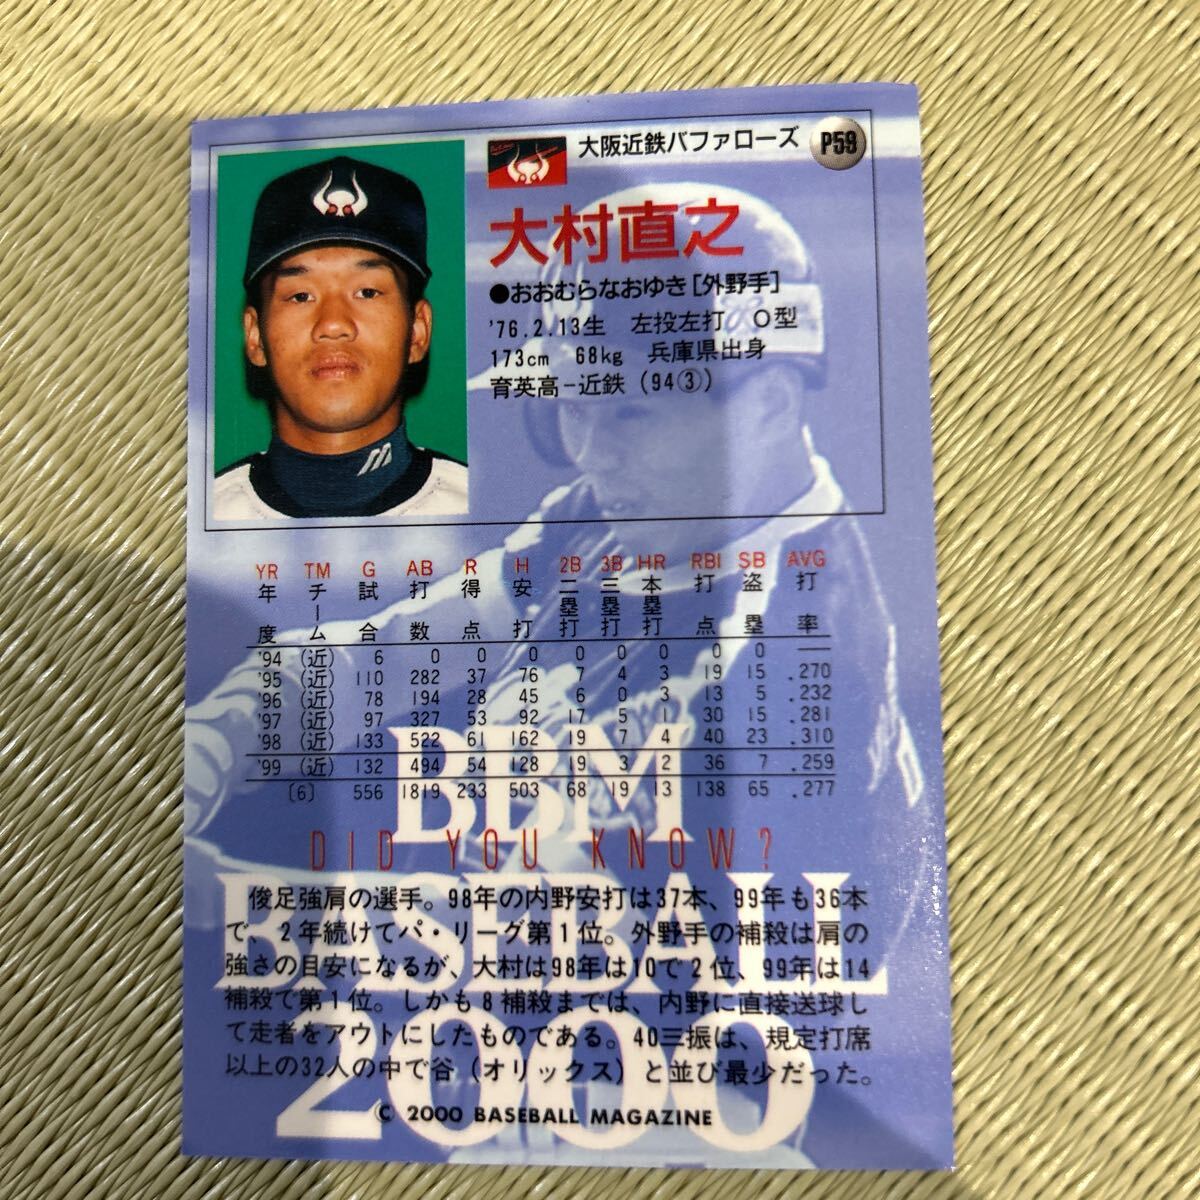 大阪近鉄バファローズ
P59
大村直之
●おおむらなおゆき[外野手]
'76.2.13生 左投左打 O型
173cm 68kg 兵庫県出身
育英高－近鉄（94③）
YR TM G AB R H 2B 3B HR RBI SB AVG
年度 チーム 試合 打数 得点 安打 二塁打 三塁打 本塁打 打点 盗塁 打率
'94 (近) 6 0 0 0 0 0 0 0 0 —
'95 (近) 110 282 37 76 7 4 3 19 15 .270
'96 (近) 78 194 28 45 6 0 3 13 5 .232
'97 (近) 97 327 53 92 17 5 1 30 15 .281
'98 (近) 133 522 61 162 19 7 4 40 23 .310
'99 (近) 132 494 54 128 19 3 2 36 7 .259
〔6〕 556 1819 233 503 68 19 13 138 65 .277
BBM
DID YOU KNOW?
BASEBALL
2000
俊足強肩の選手。98年の内野安打は37本、99年も36本
で、2年続けてパ・リーグ第1位。外野手の補殺は肩の
強さの目安になるが、大村は98年は10で2位、99年は14
補殺で第1位。しかも8補殺までは、内野に直接送球し
て走者をアウトにしたものである。40三振は、規定打席
以上の32人の中で谷（オリックス）と並び最少だった。
© 2000 BASEBALL MAGAZINE